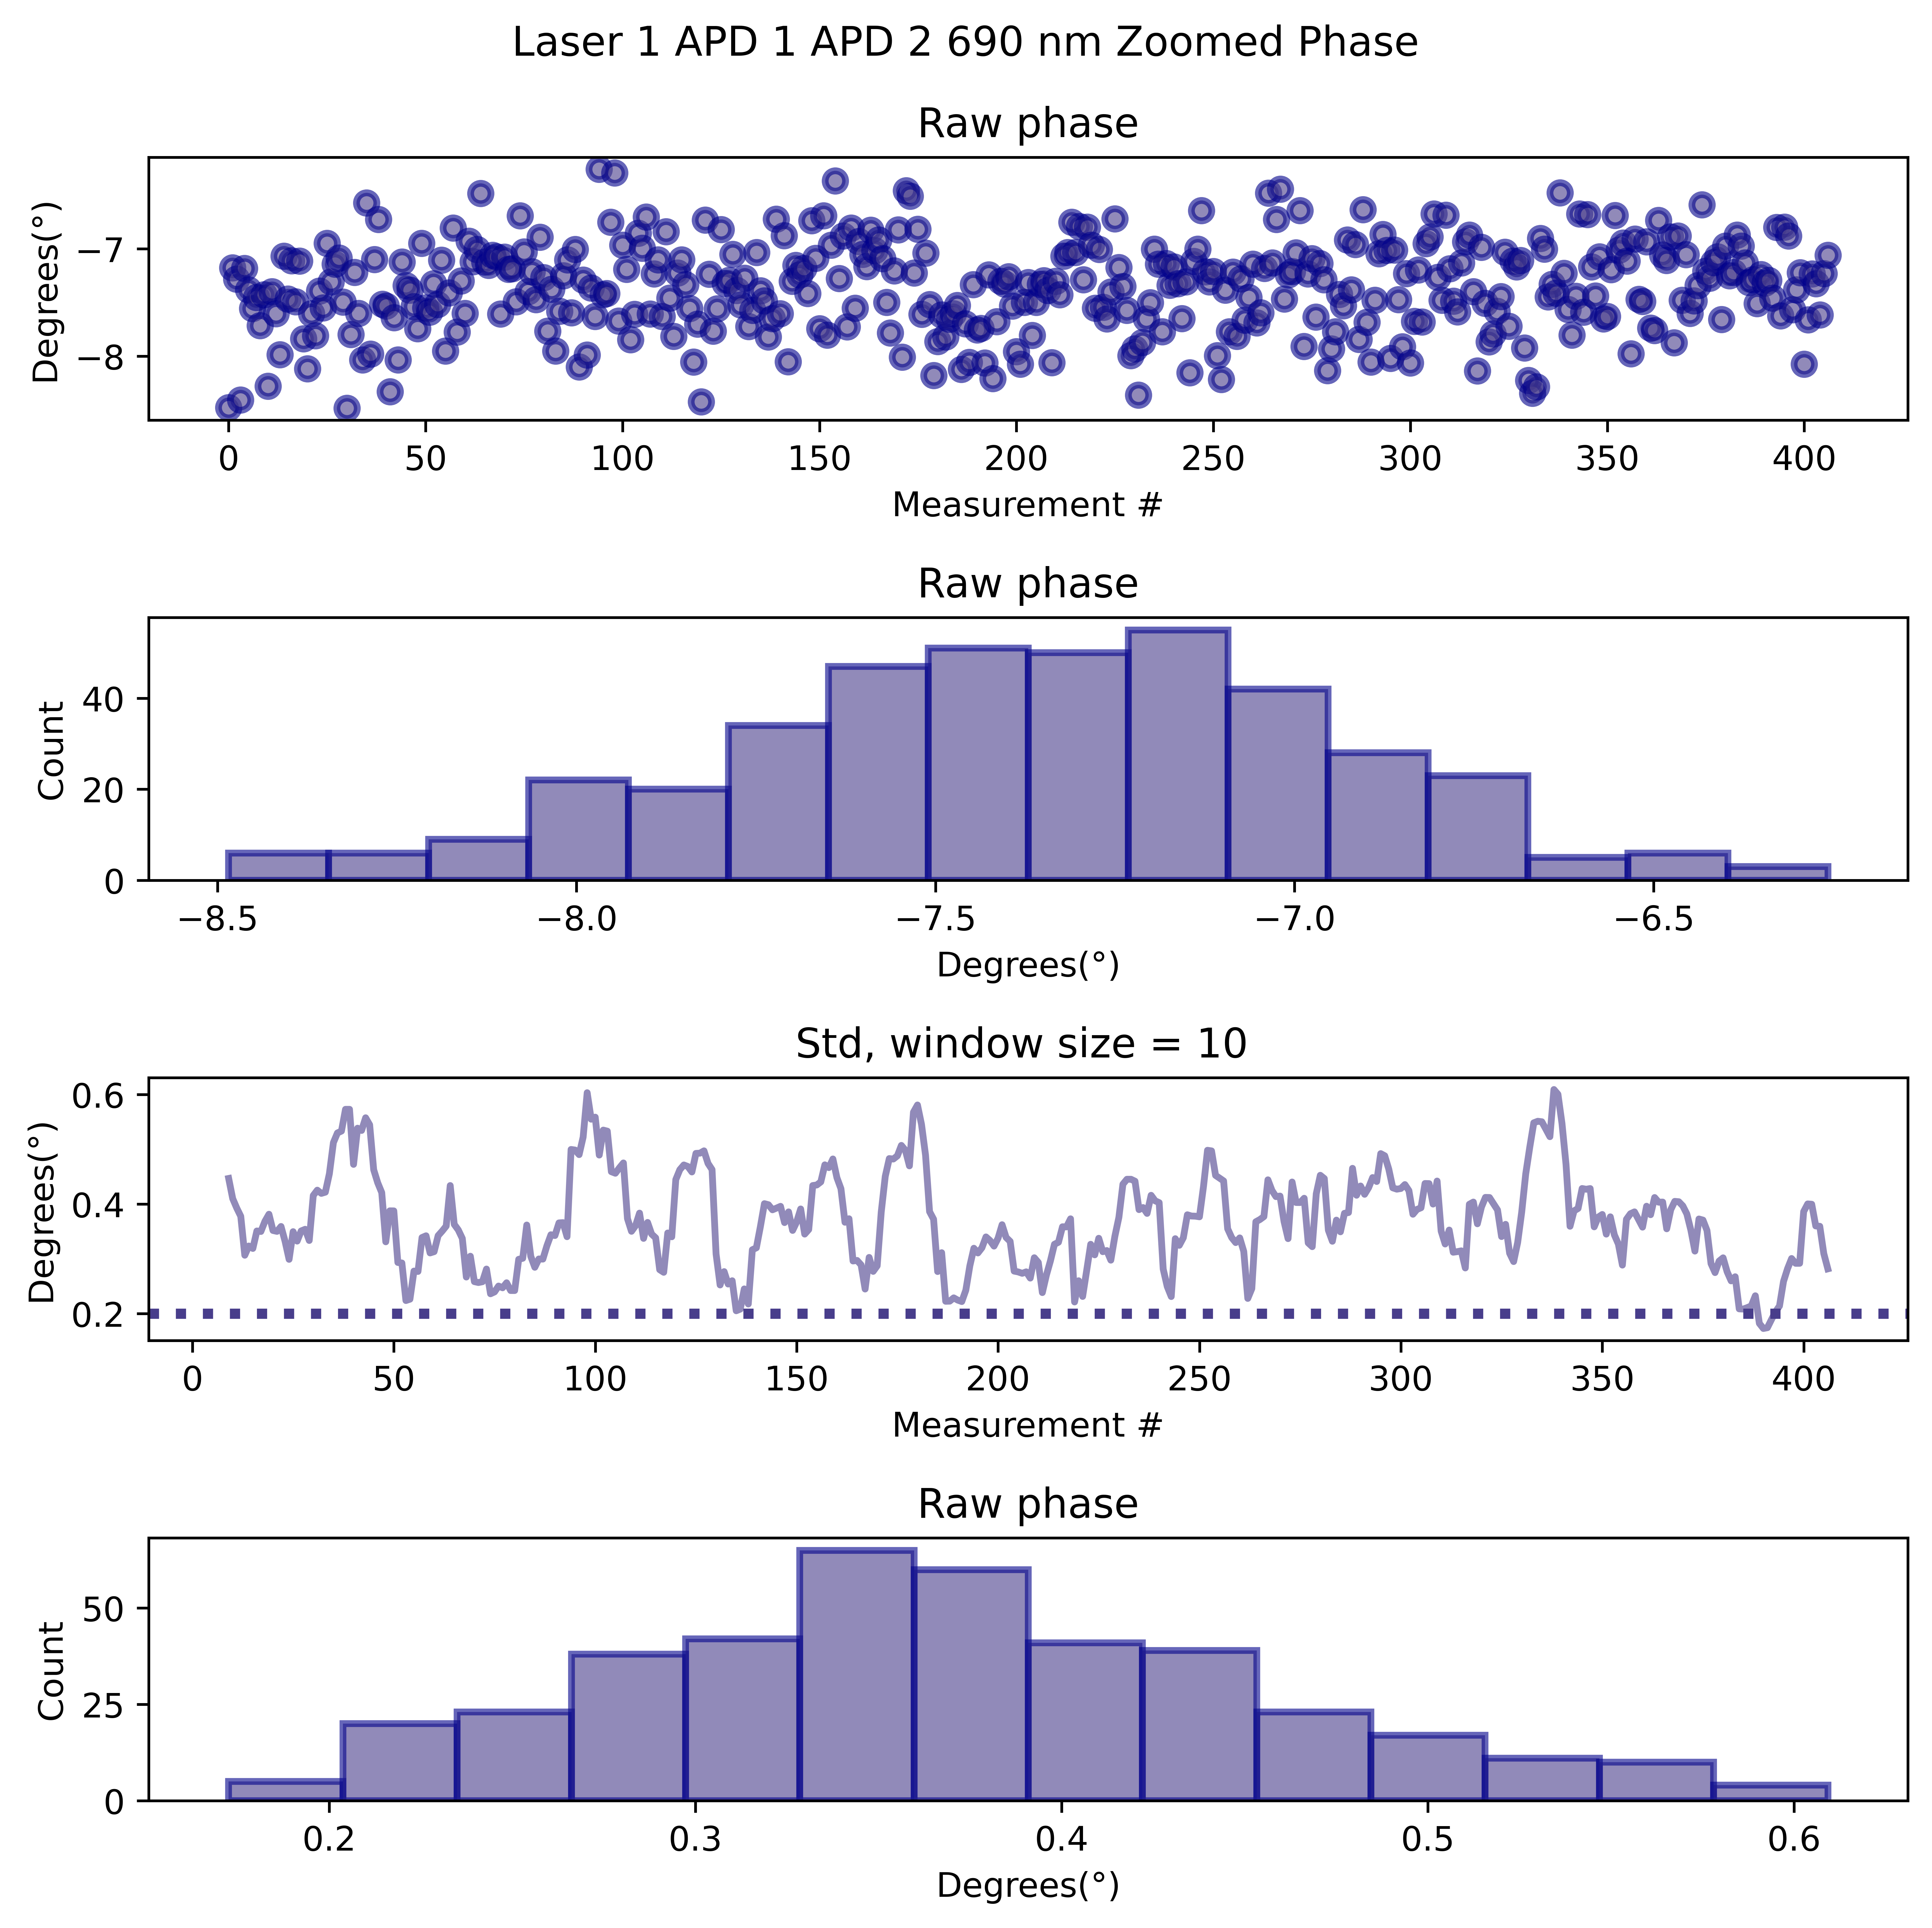 Laser 1 APD 1 APD 2 690 nm Zoomed Phase
Raw phase
Degrees(°)
−7
−8
0 50 100 150 200 250 300 350 400
Measurement #
Raw phase
Count
40
20
0
−8.5 −8.0 −7.5 −7.0 −6.5
Degrees(°)
Std, window size = 10
Degrees(°)
0.6
0.4
0.2
0 50 100 150 200 250 300 350 400
Measurement #
Raw phase
Count
50
25
0
0.2 0.3 0.4 0.5 0.6
Degrees(°)